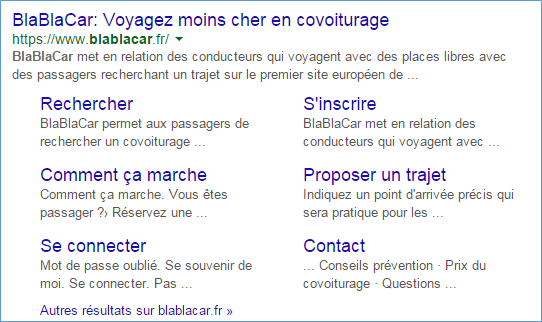 BlaBlaCar: Voyagez moins cher en covoiturage
https://www.blablacar.fr/
BlaBlaCar met en relation des conducteurs qui voyagent avec des places libres avec
des passagers recherchant un trajet sur le premier site européen de ...
Rechercher
BlaBlaCar permet aux passagers de
rechercher un covoiturage ...
S'inscrire
BlaBlaCar met en relation des
conducteurs qui voyagent avec ...
Comment ça marche
Comment ça marche. Vous êtes
passager ?› Réservez une ...
Proposer un trajet
Indiquez un point d'arrivée précis qui
sera pratique pour les ...
Se connecter
Mot de passe oublié. Se souvenir de
moi. Se connecter. Pas ...
Contact
... Conseils prévention · Prix du
covoiturage · Questions ...
Autres résultats sur blablacar.fr »